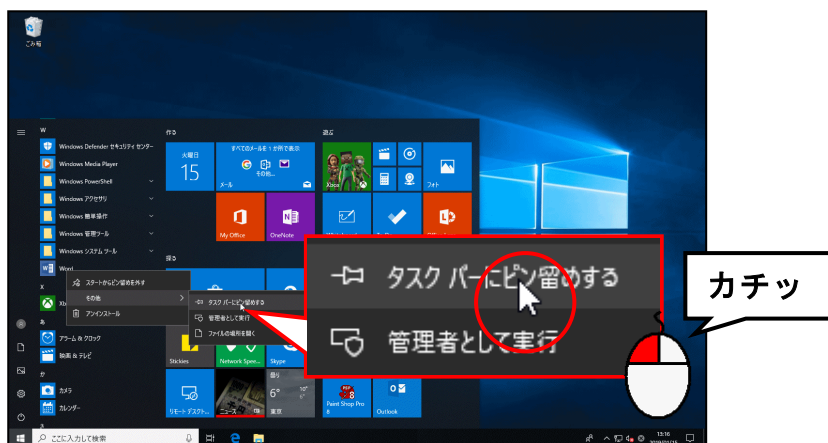 ごみ箱
W
Windows Defender セキュリティ センター
Windows Media Player
Windows PowerShell
Windows アクセサリ
Windows 簡単操作
Windows 管理ツール
Windows システム ツール
Word
X
あ
アラーム & クロック
映画 & テレビ
か
カメラ
カレンダー
さ
スタートからピン留めを外す
その他
アンインストール
タスク バーにピン留めする
管理者として実行
ファイルの場所を開く
作る
火曜日
15
すべてのメールを 1 か所で表示
その他...
メール
My Office
OneNote
遊ぶ
Xbox
フォト
探る
Stickies
Network Spee...
Skype
リモート デスクト...
ニュース
曇り
6°
10°
東京
Paint Shop Pro
8
Outlook
タスク バーにピン留めする
管理者として実行
カチッ
ここに入力して検索
13:16
2019/01/15